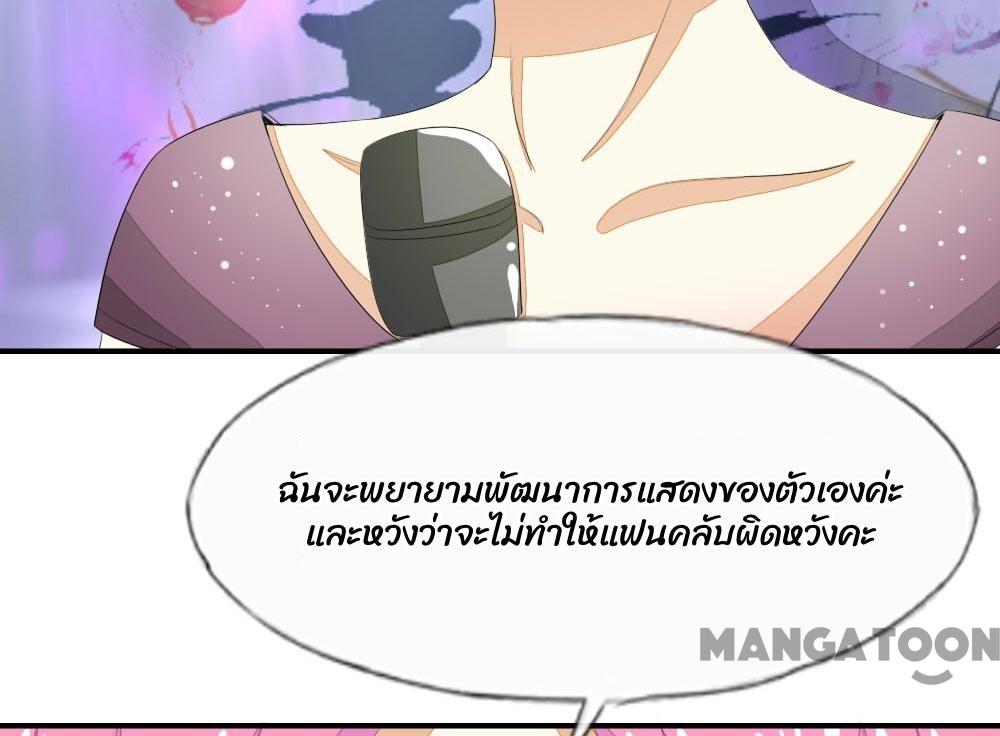 ฉันจะพยายามพัฒนาการแสดงของตัวเองค่ะ
และหวังว่าจะไม่ทำให้แฟนคลับผิดหวังคะ
MANGATOON